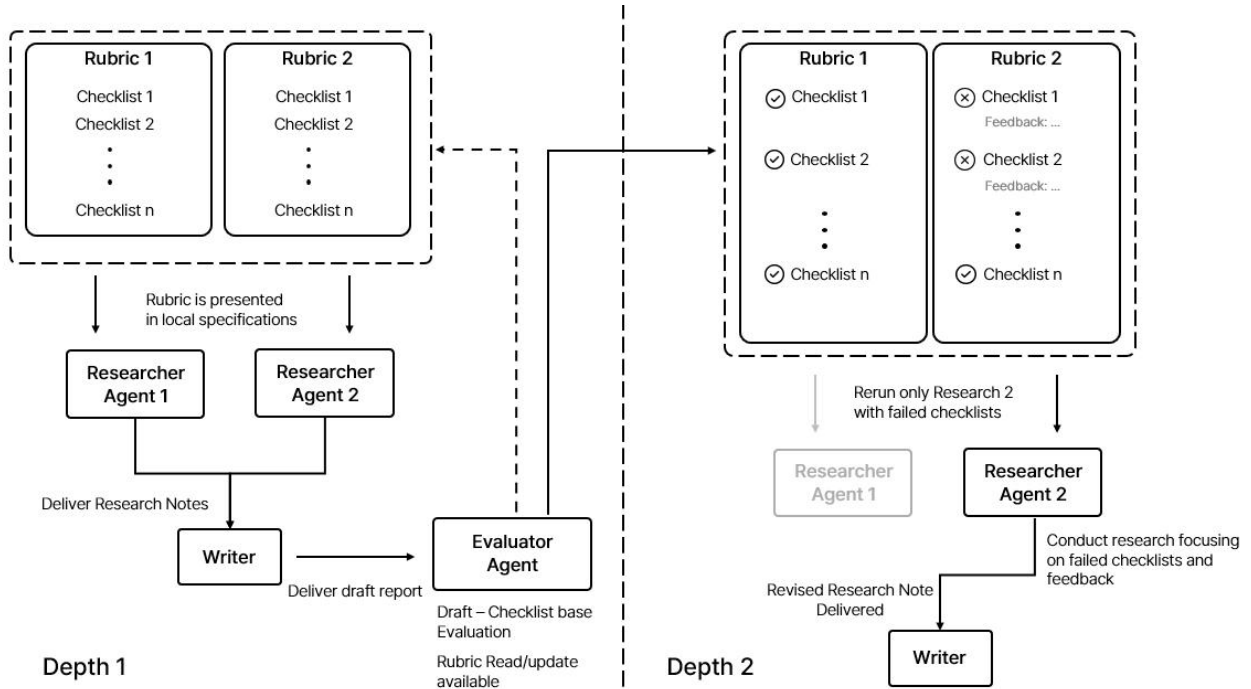 Rubric 1
Checklist 1
Checklist 2
Checklist n
Rubric 2
Checklist 1
Checklist 2
Checklist n
Rubric is presented
in local specifications
Researcher
Agent 1
Researcher
Agent 2
Deliver Research Notes
Writer
Deliver draft report
Evaluator
Agent
Draft – Checklist base
Evaluation
Rubric Read/update
available
Depth 1
Rubric 1
Checklist 1
Checklist 2
Checklist n
Rubric 2
Checklist 1
Feedback: ...
Checklist 2
Feedback: ...
Checklist n
Rerun only Research 2
with failed checklists
Researcher
Agent 1
Researcher
Agent 2
Conduct research focusing
on failed checklists and
feedback
Revised Research Note
Delivered
Writer
Depth 2